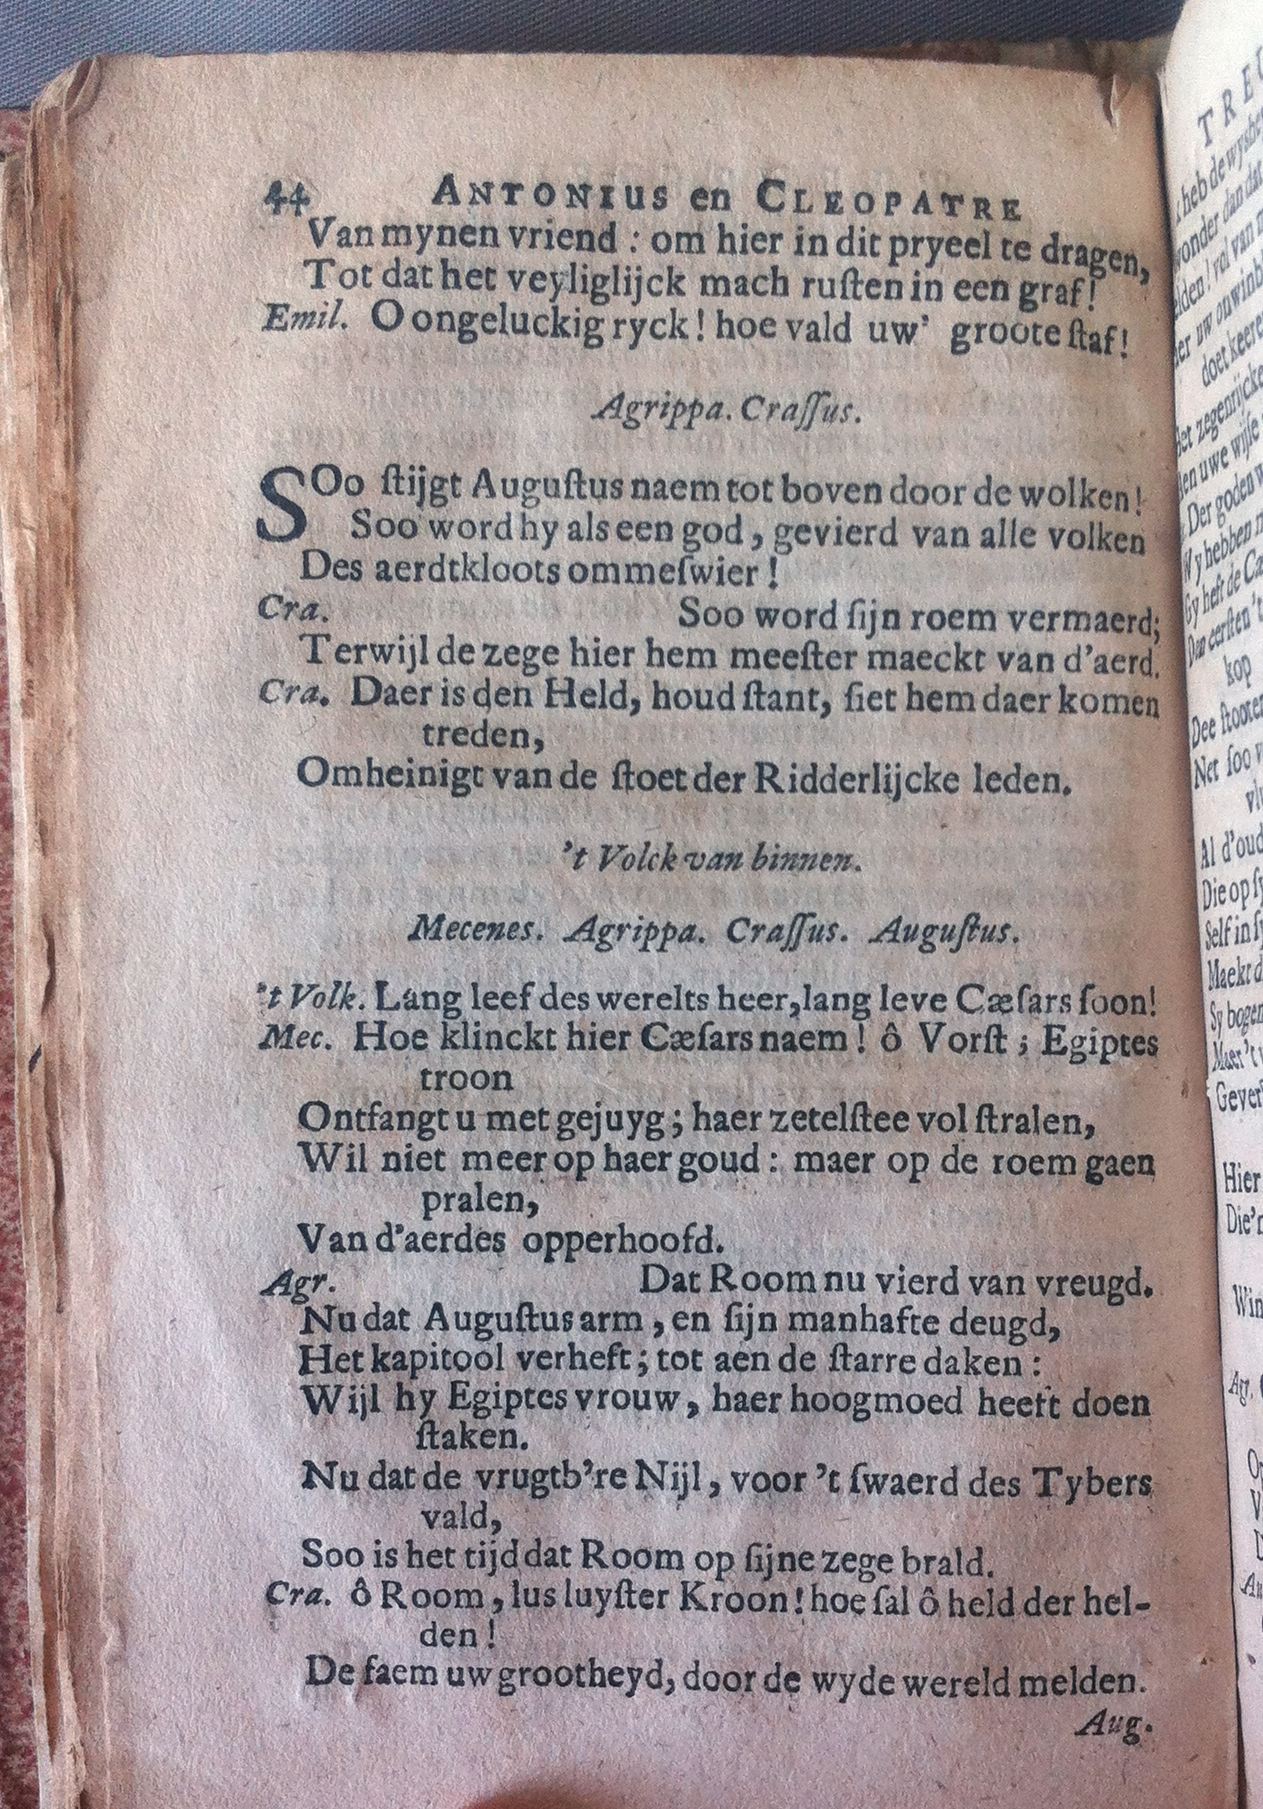 44 ANTONIUS en CLEOPATRE
Van mynen vriend : om hier in dit pryeel te dragen,
Tot dat het veyliglijck mach ruſten in een graf!
Emil. O ongeluckig ryck! hoe vald uw' groote ſtaf!
Agrippa. Craſſus.
SOo ſtijgt Auguſtus naem tot boven door de wolken!
Soo word hy als een god, gevierd van alle volken
Des aerdtkloots ommeſwier!
Cra. Soo word ſijn roem vermaerd;
Terwijl de zege hier hem meeſter maeckt van d'aerd.
Cra. Daer is den Held, houd ſtant, ſiet hem daer komen
treden,
Omheinigt van de ſtoet der Ridderlijcke leden.
't Volck van binnen.
Mecenes. Agrippa. Craſſus. Auguſtus.
't Volk. Lang leef des werelts heer, lang leve Cæſars ſoon!
Mec. Hoe klinckt hier Cæſars naem! ô Vorſt; Egiptes
troon
Ontfangt u met gejuyg; haer zetelſtee vol ſtralen,
Wil niet meer op haer goud: maer op de roem gaen
pralen,
Van d'aerdes opperhoofd.
Agr. Dat Room nu vierd van vreugd.
Nu dat Auguſtus arm, en ſijn manhafte deugd,
Het kapitool verheft; tot aen de ſtarre daken:
Wijl hy Egiptes vrouw, haer hoogmoed heeft doen
ſtaken.
Nu dat de vrugtb're Nijl, voor 't ſwaerd des Tybers
vald,
Soo is het tijd dat Room op ſijne zege brald.
Cra. ô Room, lus luyſter Kroon! hoe ſal ô held der hel-
den!
De faem uw grootheyd, door de wyde wereld melden.
Aug.